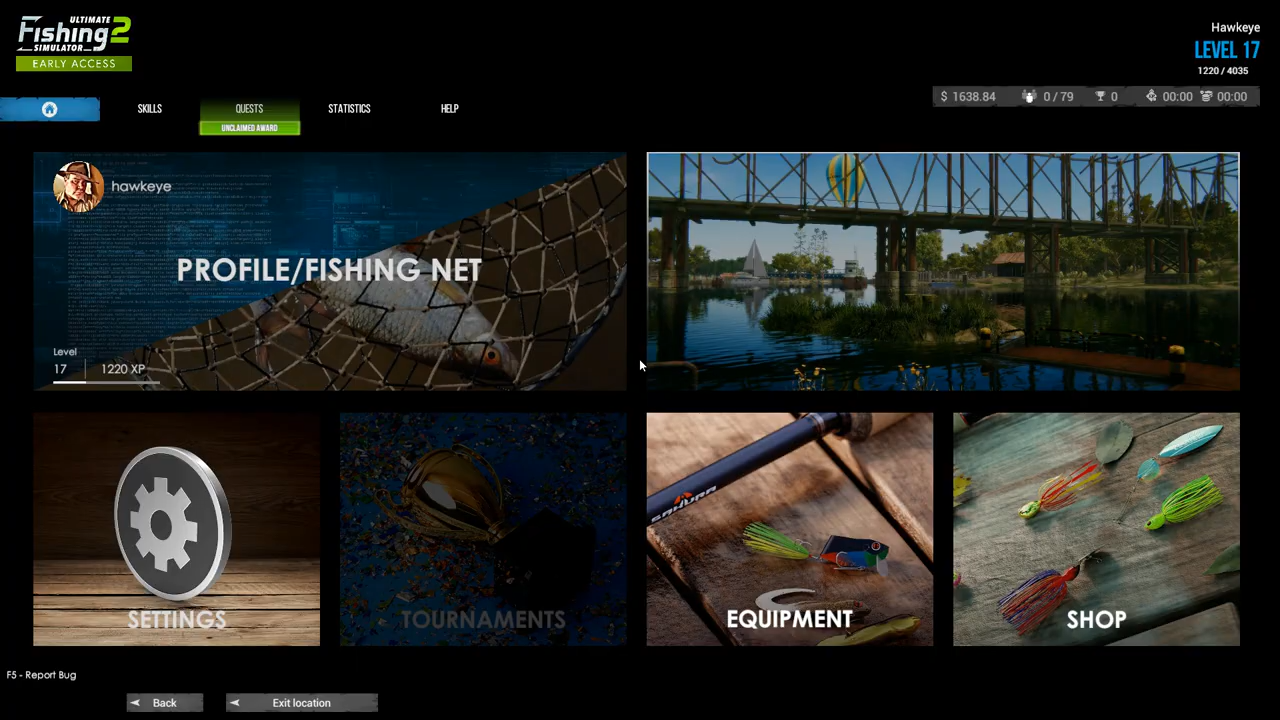 ULTIMATE
Fishing 2
SIMULATOR
EARLY ACCESS
Hawkeye
LEVEL 17
1220 / 4035
$ 1638.84 0 / 79 0 00:00 00:00
SKILLS QUESTS STATISTICS HELP
UNCLAIMED AWARD
hawkeye
PROFILE/FISHING NET
Level
17 1220 XP
SAKURA
SETTINGS
TOURNAMENTS
EQUIPMENT
SHOP
F5 - Report Bug
Back Exit location